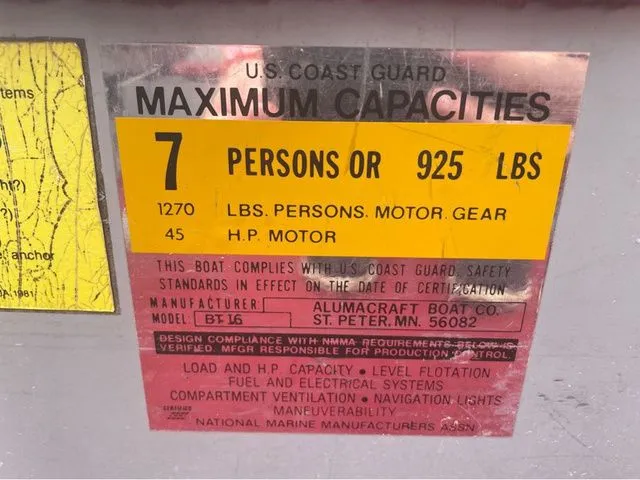 tems
U.S. COAST GUARD
MAXIMUM CAPACITIES
7 PERSONS OR 925 LBS
1270 LBS. PERSONS. MOTOR. GEAR
45 H.P. MOTOR
THIS BOAT COMPLIES WITH U.S. COAST GUARD SAFETY
STANDARDS IN EFFECT ON THE DATE OF CERTIFICATION
MANUFACTURER: ALUMACRAFT BOAT CO.
MODEL: BT-16 ST. PETER, MN. 56082
DESIGN COMPLIANCE WITH NMMA REQUIREMENTS BELOW IS
VERIFIED. MFGR RESPONSIBLE FOR PRODUCTION CONTROL.
LOAD AND H.P. CAPACITY • LEVEL FLOTATION
FUEL AND ELECTRICAL SYSTEMS
COMPARTMENT VENTILATION • NAVIGATION LIGHTS
MANEUVERABILITY
NATIONAL MARINE MANUFACTURERS ASSN.
ht?)
?)
e, anchor
1981